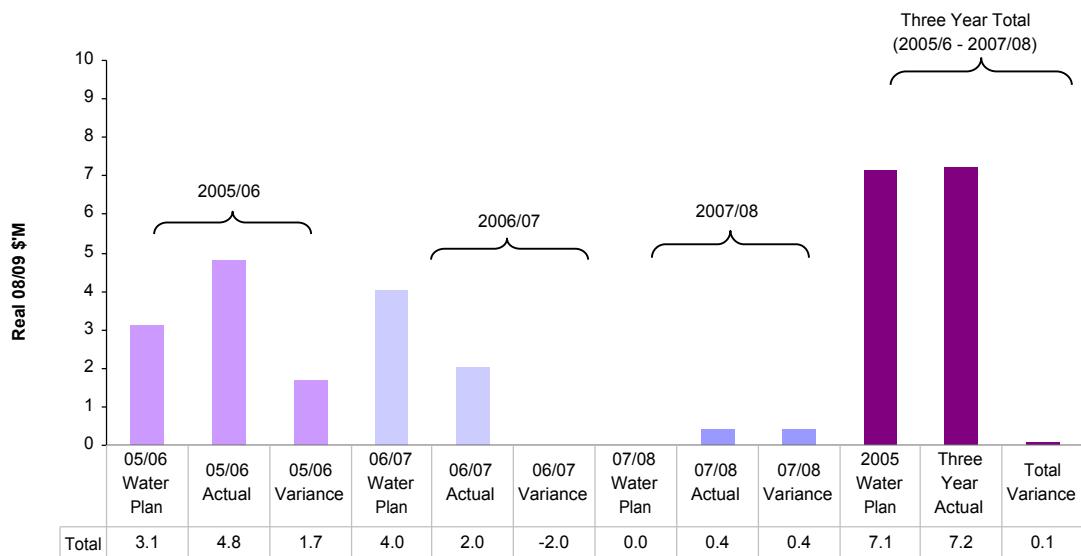 Three Year Total
(2005/6 - 2007/08)
10
9
8
7
6
5
4
3
2
1
0
Real 08/09 $'M
2005/06
2006/07
2007/08
05/06 Water Plan
05/06 Actual
05/06 Variance
06/07 Water Plan
06/07 Actual
06/07 Variance
07/08 Water Plan
07/08 Actual
07/08 Variance
2005 Water Plan
Three Year Actual
Total Variance
Total 3.1 4.8 1.7 4.0 2.0 -2.0 0.0 0.4 0.4 7.1 7.2 0.1